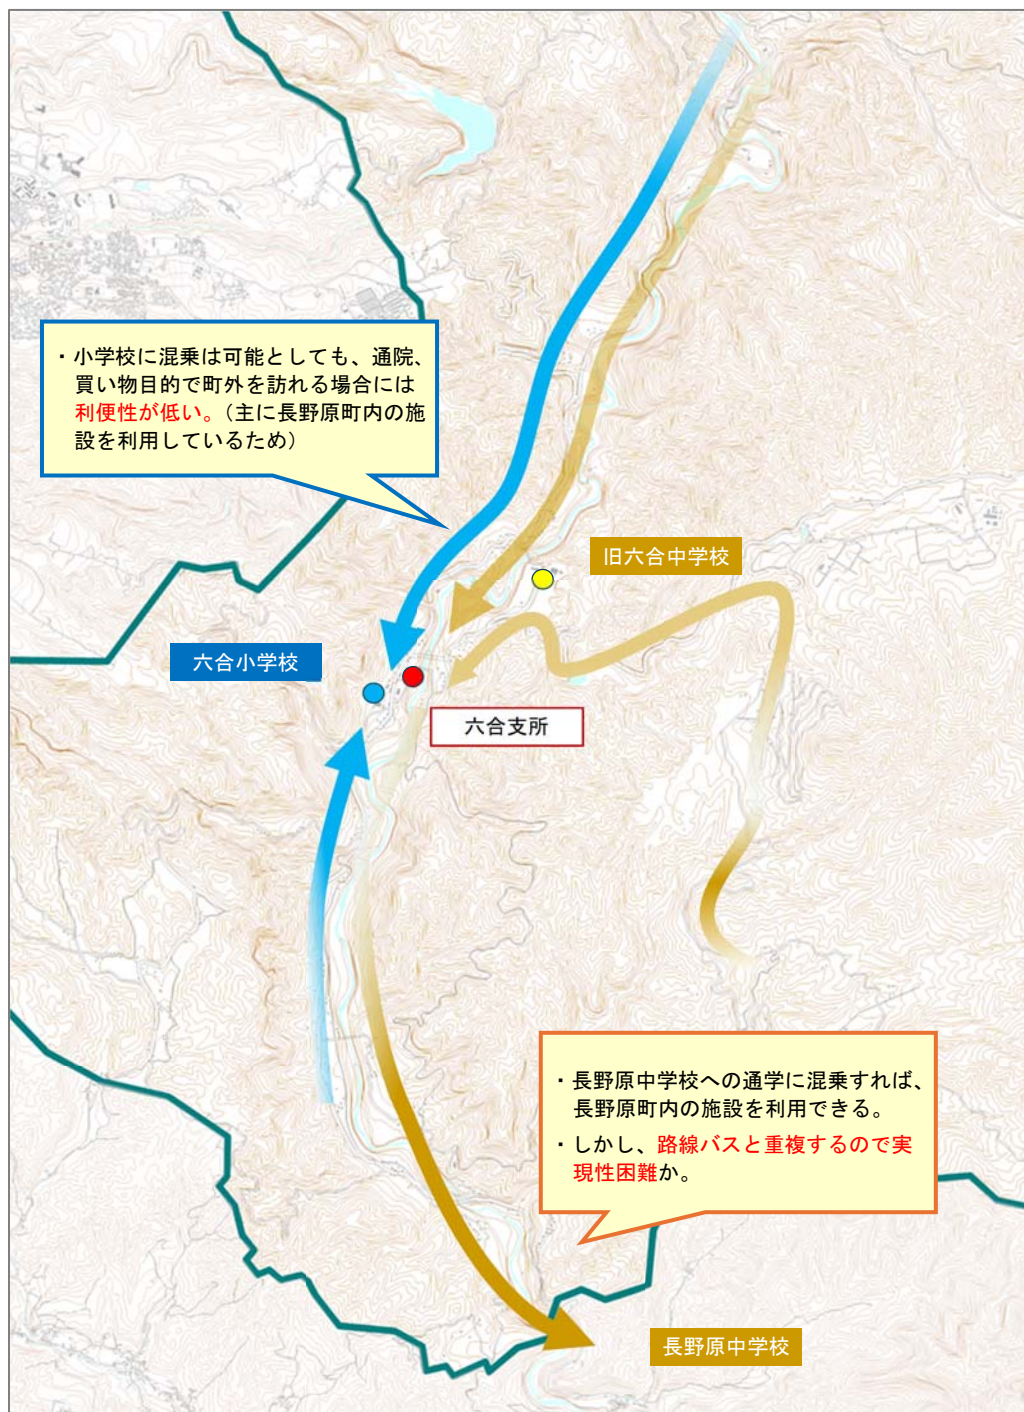 ・小学校に混乗は可能としても、通院、
買い物目的で町外を訪れる場合には
利便性が低い。（主に長野原町内の施
設を利用しているため）
旧六合中学校
六合小学校
六合支所
・長野原中学校への通学に混乗すれば、
長野原町内の施設を利用できる。
・しかし、路線バスと重複するので実
現性困難か。
長野原中学校